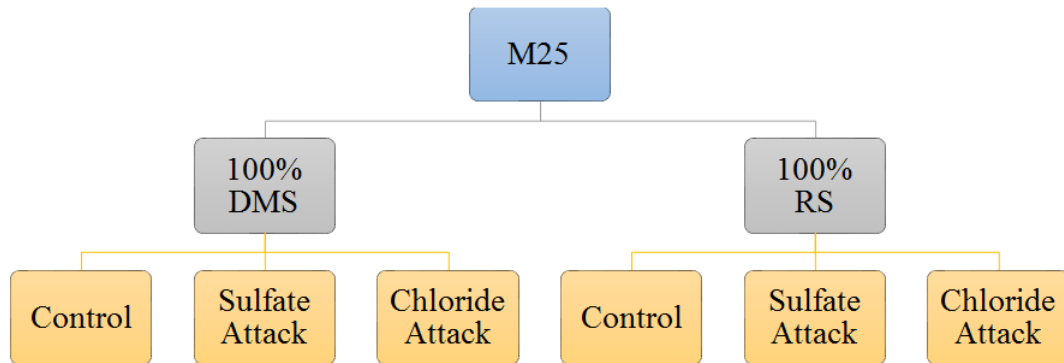 M25
100%
DMS
100%
RS
Control
Sulfate
Attack
Chloride
Attack
Control
Sulfate
Attack
Chloride
Attack